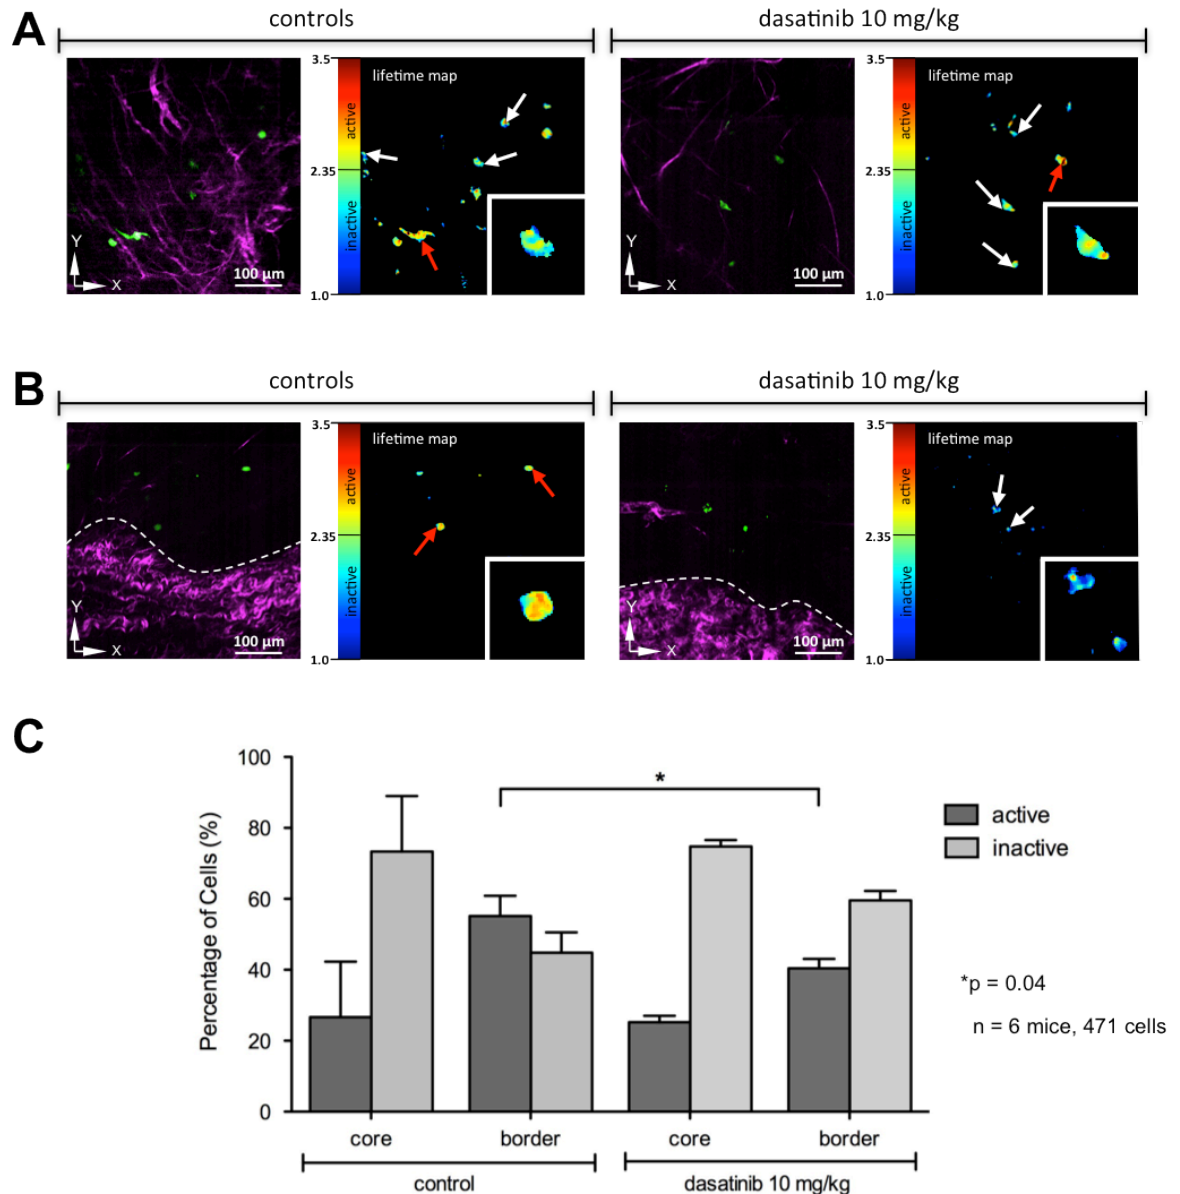 A
controls
dasatinib 10 mg/kg
3.5
active
2.35
inactive
1.0
lifetime map
Y
X
100 µm
3.5
active
2.35
inactive
1.0
lifetime map
Y
X
100 µm
B
controls
dasatinib 10 mg/kg
3.5
active
2.35
inactive
1.0
lifetime map
Y
X
100 µm
3.5
active
2.35
inactive
1.0
lifetime map
Y
X
100 µm
C
Percentage of Cells (%)
100
80
60
40
20
0
*
active
inactive
*p = 0.04
n = 6 mice, 471 cells
core
border
core
border
control
dasatinib 10 mg/kg